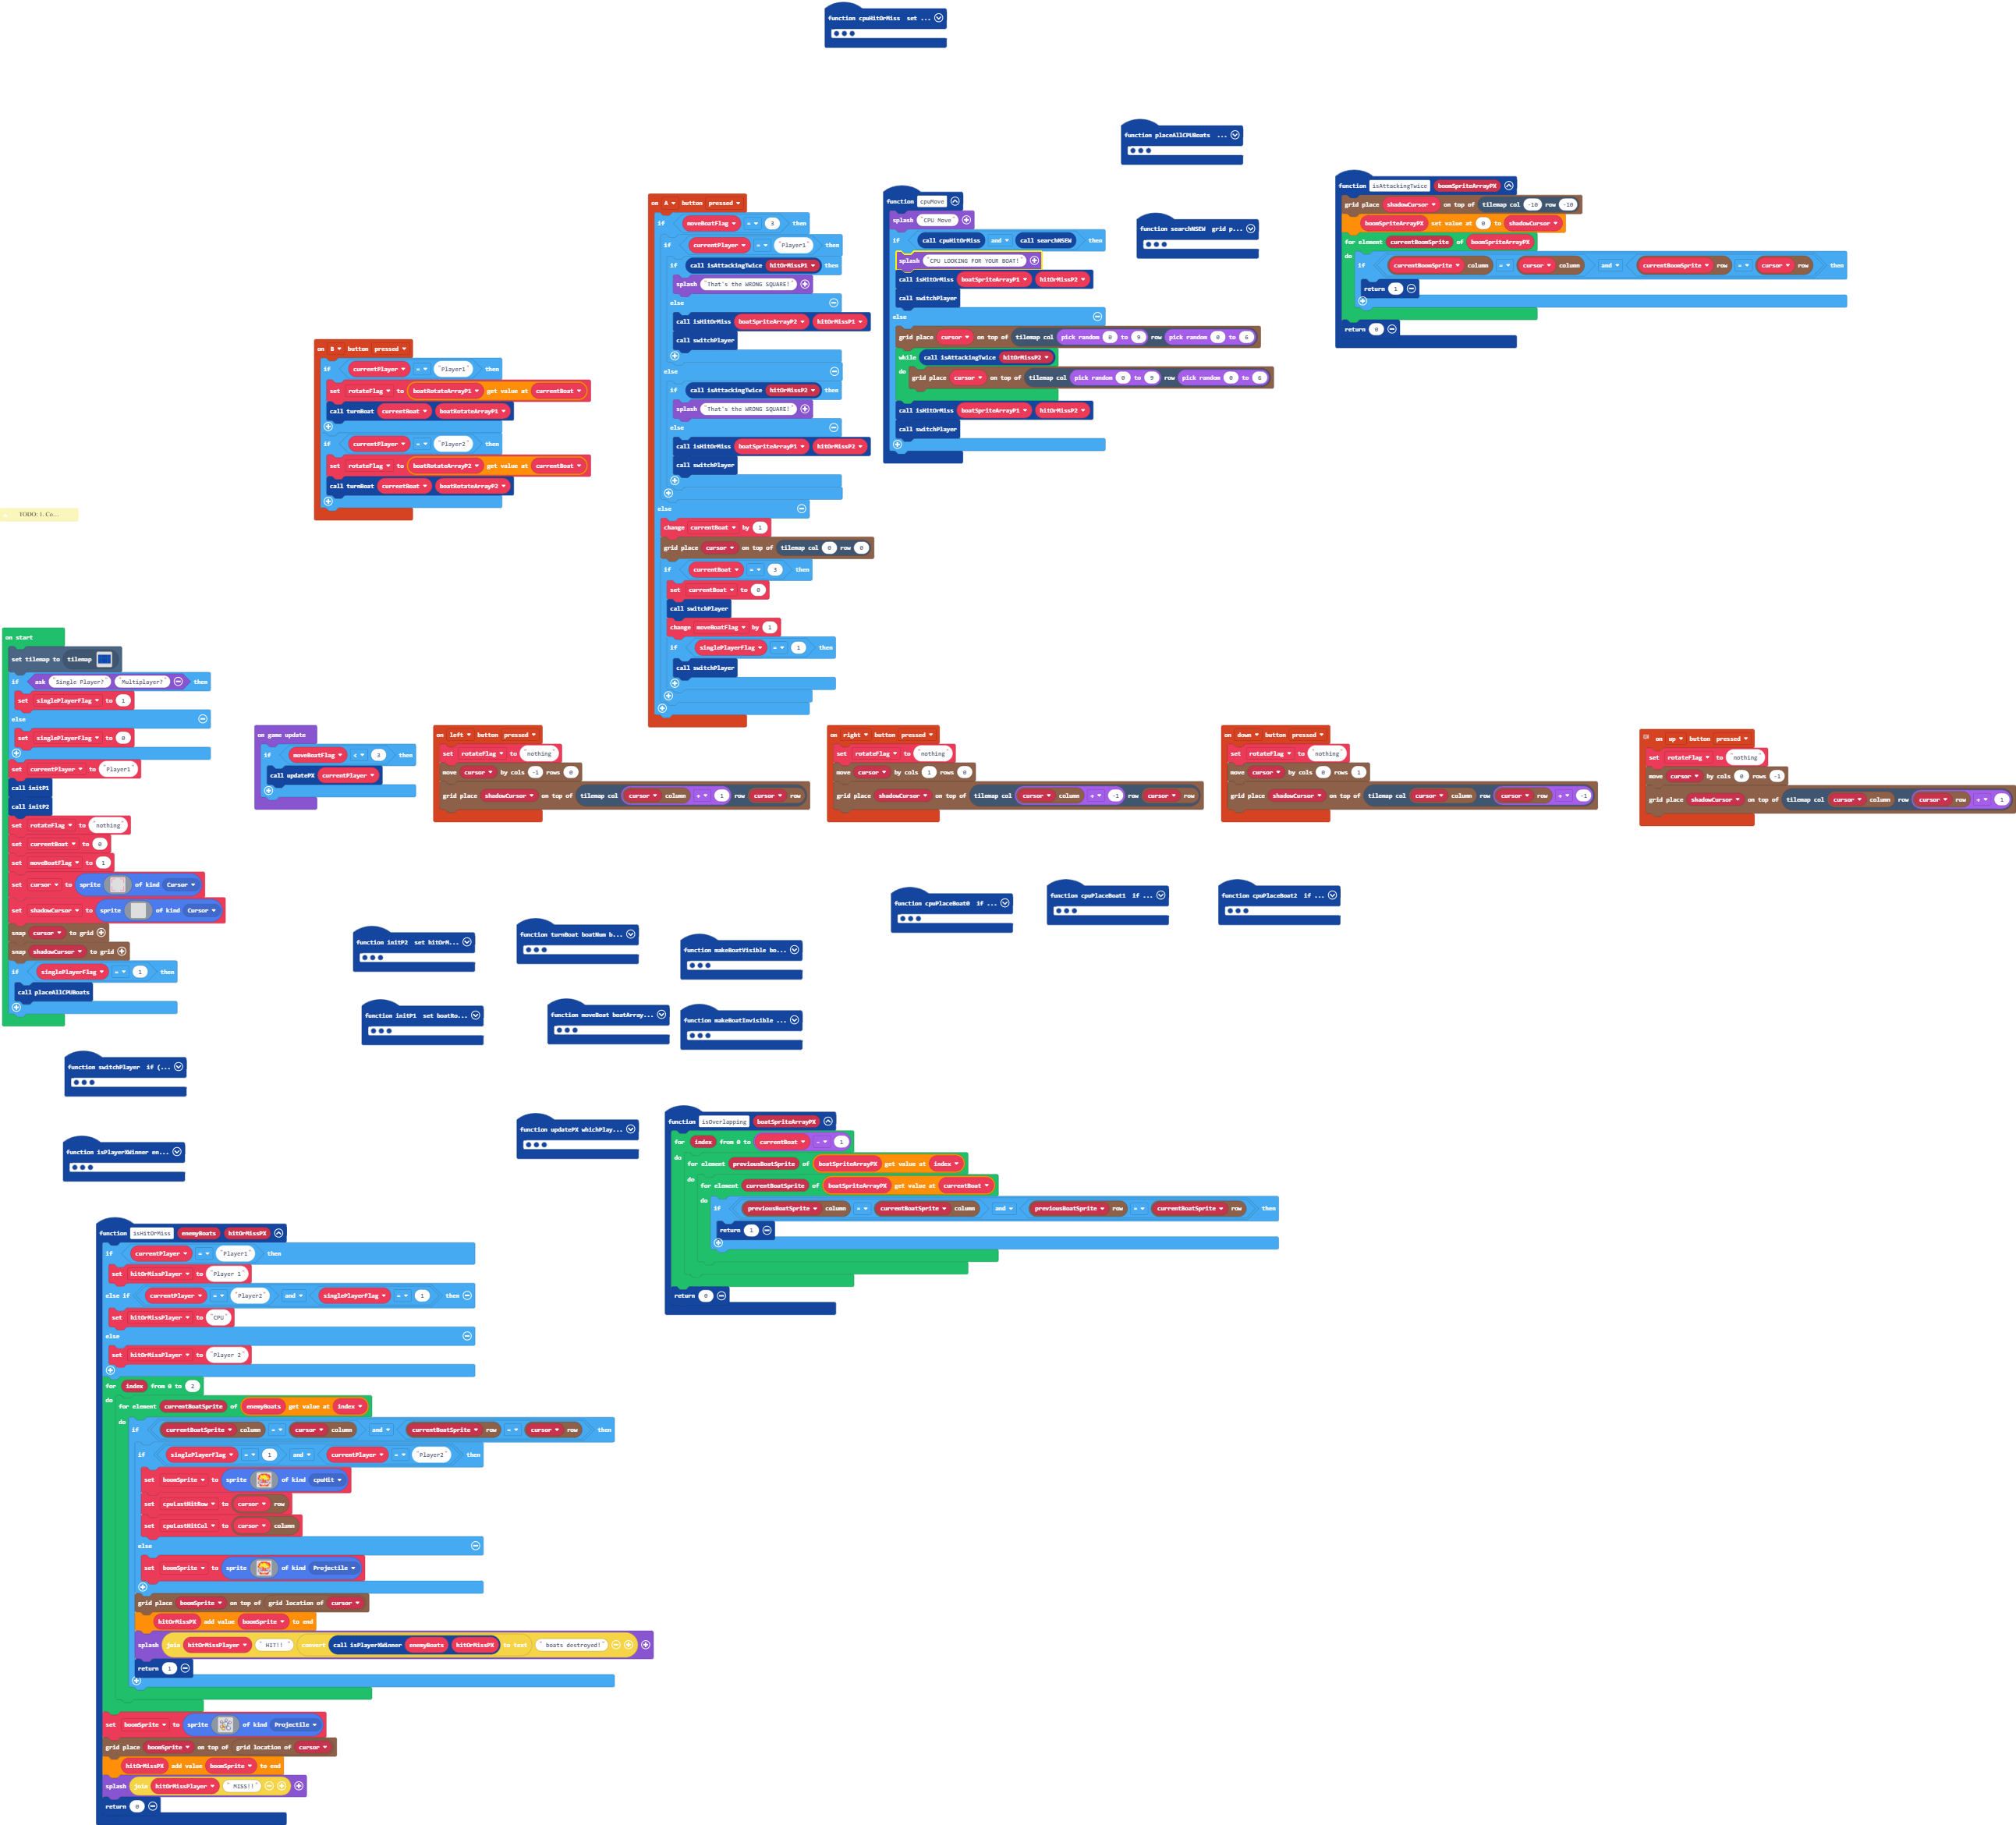 function cpuHitOrMiss set ...
function placeAllCPUBoats ...
function isAttackingTwice boomSpriteArrayPX
grid place shadowCursor on top of tilemap col -10 row -10
boomSpriteArrayPX set value at 0 to shadowCursor
for element currentBoomSprite of boomSpriteArrayPX
do
if currentBoomSprite column = cursor column and currentBoomSprite row = cursor row then
return 1
return 0
function searchNSEW grid p...
function cpuMove
splash "CPU Move"
if call cpuHitOrMiss and call searchNSEW then
splash "CPU LOOKING FOR YOUR BOAT!"
call isHitOrMiss boatSpriteArrayP1 hitOrMissP2
call switchPlayer
else
grid place cursor on top of tilemap col pick random 0 to 9 row pick random 0 to 6
while call isAttackingTwice hitOrMissP2
do grid place cursor on top of tilemap col pick random 0 to 9 row pick random 0 to 6
call isHitOrMiss boatSpriteArrayP1 hitOrMissP2
call switchPlayer
on A button pressed
if moveBoatFlag = 3 then
if currentPlayer = "Player1" then
if call isAttackingTwice hitOrMissP1 then
splash "That's the WRONG SQUARE!"
else
call isHitOrMiss boatSpriteArrayP2 hitOrMissP1
call switchPlayer
else
if call isAttackingTwice hitOrMissP2 then
splash "That's the WRONG SQUARE!"
else
call isHitOrMiss boatSpriteArrayP1 hitOrMissP2
call switchPlayer
else
change currentBoat by 1
grid place cursor on top of tilemap col 0 row 0
if currentBoat = 3 then
set currentBoat to 0
call switchPlayer
change moveBoatFlag by 1
if singlePlayerFlag = 1 then
call switchPlayer
on B button pressed
if currentPlayer = "Player1" then
set rotateFlag to boatRotateArrayP1 get value at currentBoat
call turnBoat currentBoat boatRotateArrayP1
if currentPlayer = "Player2" then
set rotateFlag to boatRotateArrayP2 get value at currentBoat
call turnBoat currentBoat boatRotateArrayP2
TODO: 1. Co...
on start
set tilemap to tilemap
if ask "Single Player?" "Multiplayer?" then
set singlePlayerFlag to 1
else
set singlePlayerFlag to 0
set currentPlayer to "Player1"
call initP1
call initP2
set rotateFlag to "nothing"
set currentBoat to 0
set moveBoatFlag to 1
set cursor to sprite of kind Cursor
set shadowCursor to sprite of kind Cursor
snap cursor to grid
snap shadowCursor to grid
if singlePlayerFlag = 1 then
call placeAllCPUBoats
on game update
if moveBoatFlag < 3 then
call updatePX currentPlayer
on left button pressed
set rotateFlag to "nothing"
move cursor by cols -1 rows 0
grid place shadowCursor on top of tilemap col cursor column + 1 row cursor row
on right button pressed
set rotateFlag to "nothing"
move cursor by cols 1 rows 0
grid place shadowCursor on top of tilemap col cursor column + -1 row cursor row
on down button pressed
set rotateFlag to "nothing"
move cursor by cols 0 rows 1
grid place shadowCursor on top of tilemap col cursor column row cursor row + -1
on up button pressed
set rotateFlag to "nothing"
move cursor by cols 0 rows -1
grid place shadowCursor on top of tilemap col cursor column row cursor row + 1
function cpuPlaceBoat0 if ...
function cpuPlaceBoat1 if ...
function cpuPlaceBoat2 if ...
function initP2 set hitOrM...
function turnBoat boatNum b...
function makeBoatVisible bo...
function initP1 set boatRo...
function moveBoat boatArray...
function makeBoatInvisible ...
function switchPlayer if (...
function isPlayerXWinner en...
function updatePX whichPlay...
function isOverlapping boatSpriteArrayPX
for index from 0 to currentBoat - 1
do
for element previousBoatSprite of boatSpriteArrayPX get value at index
do
for element currentBoatSprite of boatSpriteArrayPX get value at currentBoat
do
if previousBoatSprite column = currentBoatSprite column and previousBoatSprite row = currentBoatSprite row then
return 1
return 0
function isHitOrMiss enemyBoats hitOrMissPX
if currentPlayer = "Player1" then
set hitOrMissPlayer to "Player 1"
else if currentPlayer = "Player2" and singlePlayerFlag = 1 then
set hitOrMissPlayer to "CPU"
else
set hitOrMissPlayer to "Player 2"
for index from 0 to 2
do
for element currentBoatSprite of enemyBoats get value at index
do
if currentBoatSprite column = cursor column and currentBoatSprite row = cursor row then
if singlePlayerFlag = 1 and currentPlayer = "Player2" then
set boomSprite to sprite of kind cpuHit
set cpuLastHitRow to cursor row
set cpuLastHitCol to cursor column
else
set boomSprite to sprite of kind Projectile
grid place boomSprite on top of grid location of cursor
hitOrMissPX add value boomSprite to end
splash join hitOrMissPlayer " HIT!! " convert call isPlayerXWinner enemyBoats hitOrMissPX to text " boats destroyed!"
return 1
set boomSprite to sprite of kind Projectile
grid place boomSprite on top of grid location of cursor
hitOrMissPX add value boomSprite to end
splash join hitOrMissPlayer " MISS!!"
return 0